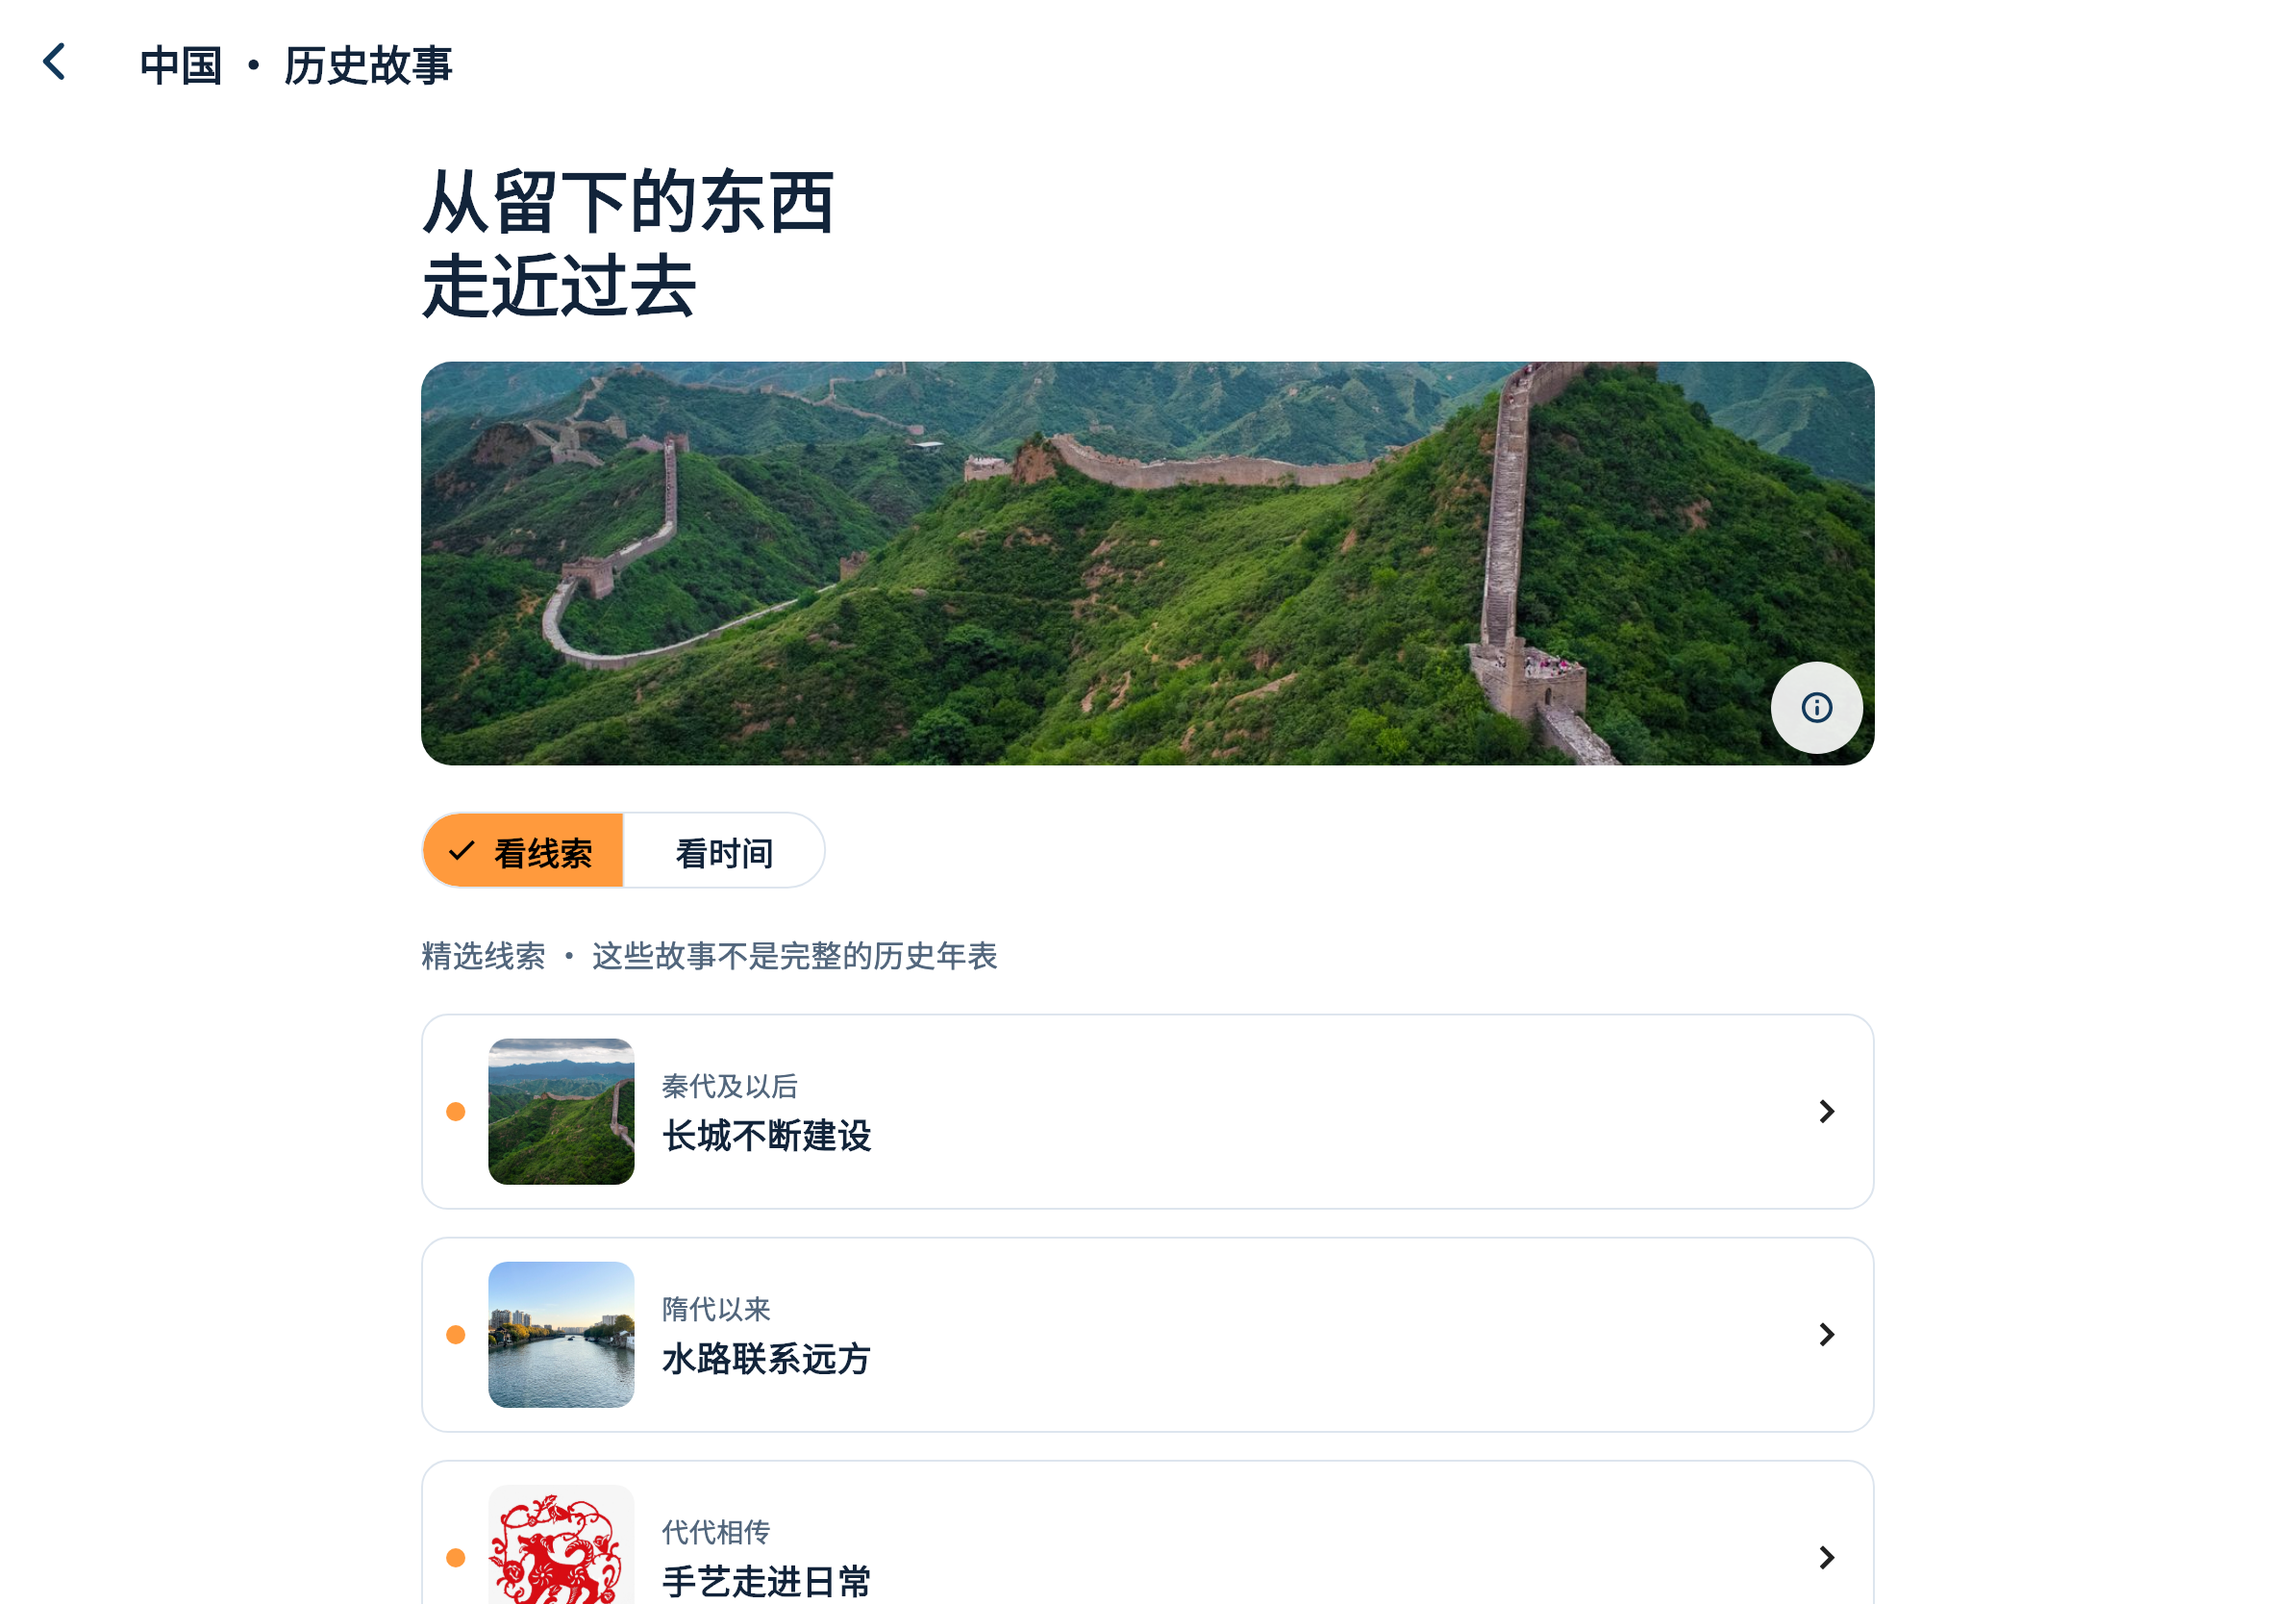 中国 · 历史故事
从留下的东西
走近过去
看线索
看时间
精选线索 · 这些故事不是完整的历史年表
秦代及以后
长城不断建设
隋代以来
水路联系远方
代代相传
手艺走进日常